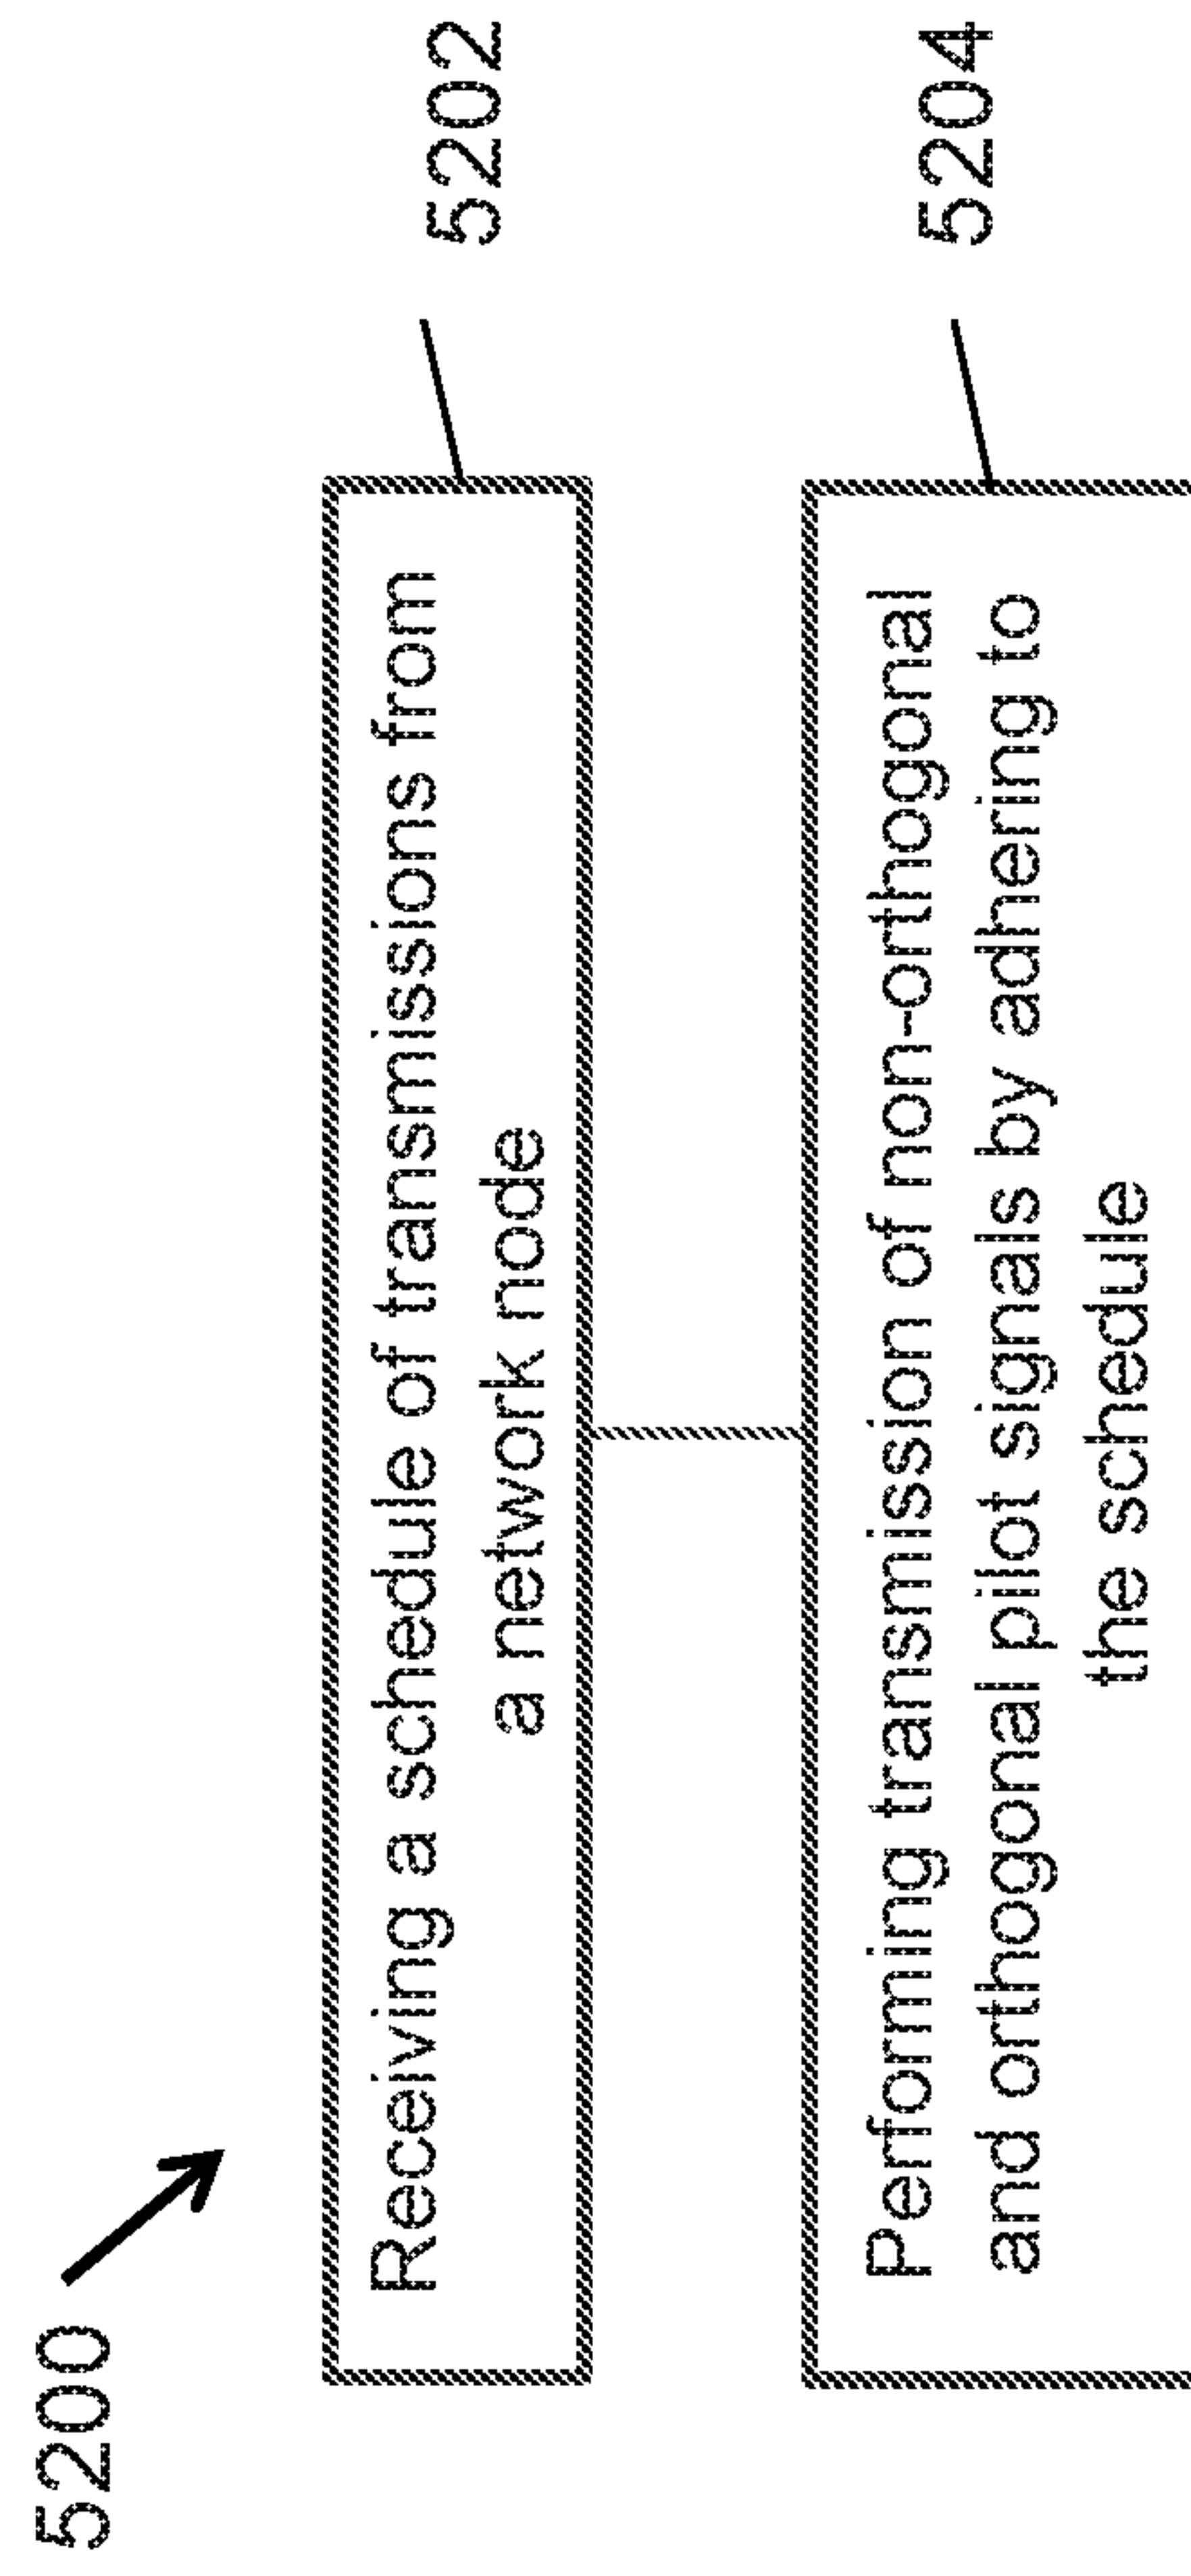 5200
Receiving a schedule of transmissions from
a network node
5202
Performing transmission of non-orthogonal
and orthogonal pilot signals by adhering to
the schedule
5204